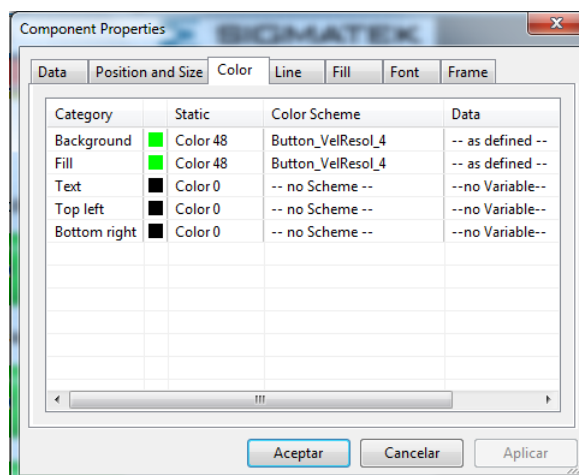 Component Properties
SIGMATEK
Data Position and Size Color Line Fill Font Frame
Category Static Color Scheme Data
Background Color 48 Button_VelResol_4 -- as defined --
Fill Color 48 Button_VelResol_4 -- as defined --
Text Color 0 -- no Scheme -- --no Variable--
Top left Color 0 -- no Scheme -- --no Variable--
Bottom right Color 0 -- no Scheme -- --no Variable--
Aceptar Cancelar Aplicar